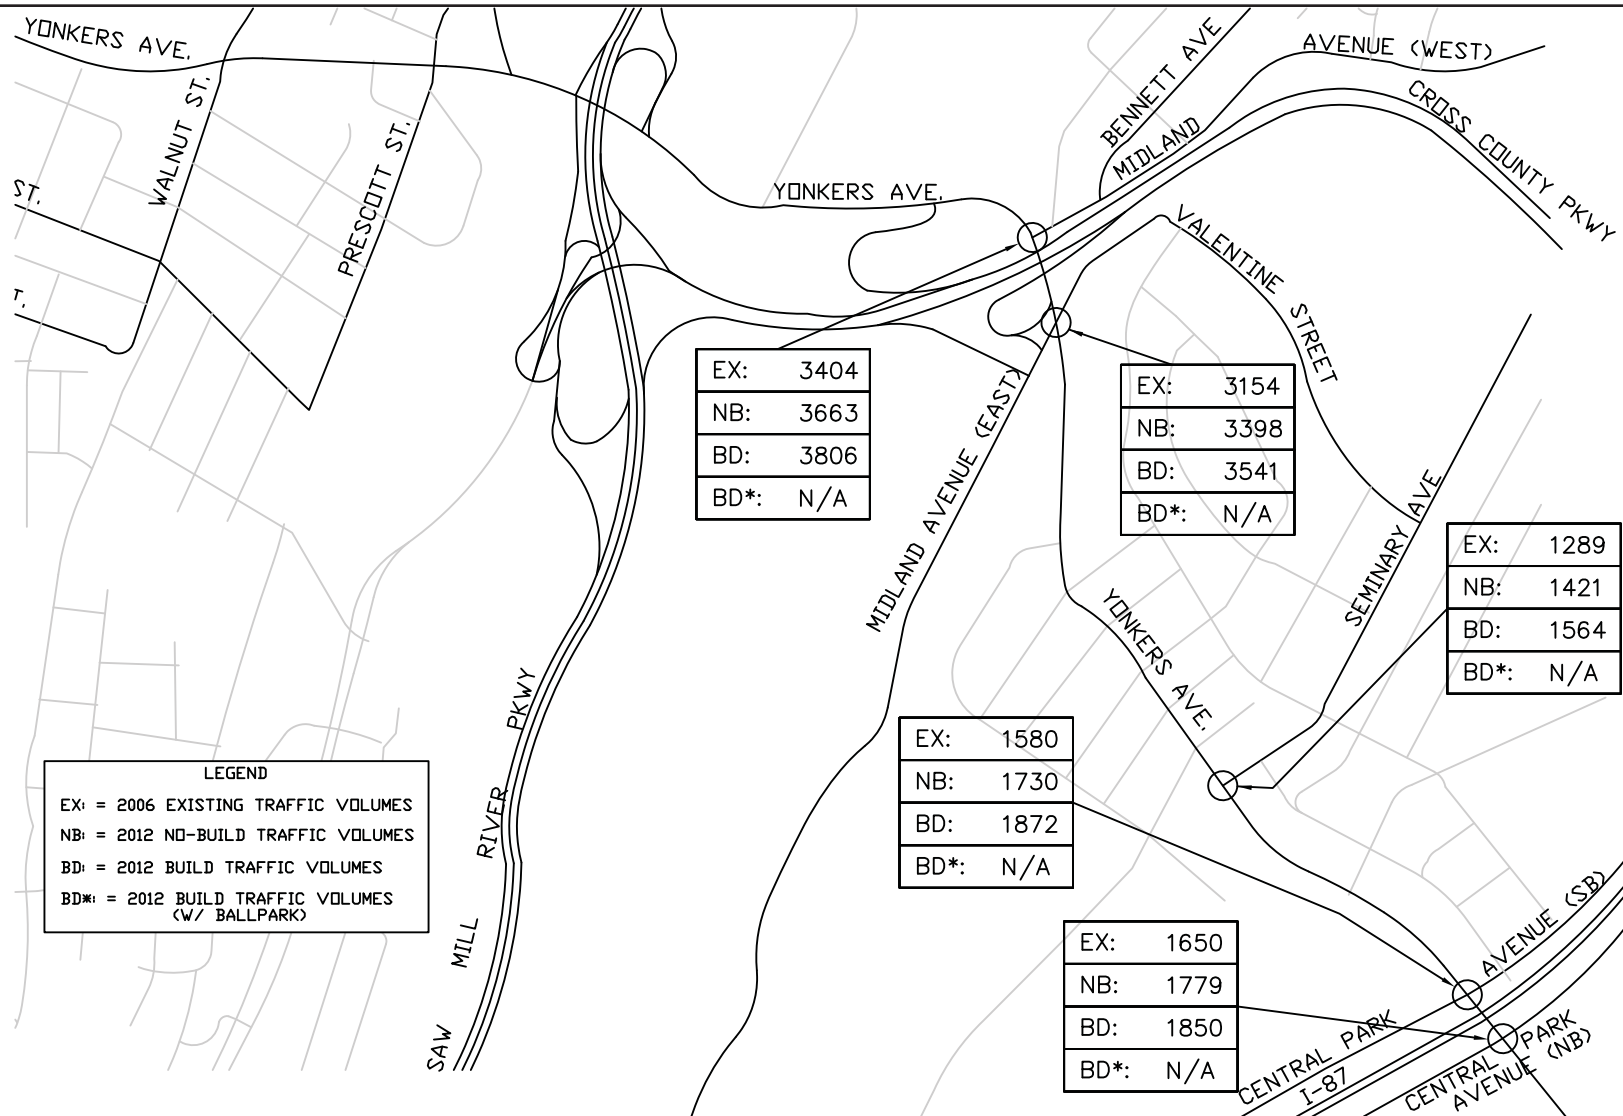 YONKERS AVE.
WALNUT ST.
PRESCOTT ST.
ST.
T.
YONKERS AVE.
BENNETT AVE
MIDLAND
AVENUE (WEST)
CROSS COUNTY PKWY
VALENTINE STREET
MIDLAND AVENUE (EAST)
SEMINARY AVE
YONKERS AVE.
EX: 3404
NB: 3663
BD: 3806
BD*: N/A
EX: 3154
NB: 3398
BD: 3541
BD*: N/A
EX: 1289
NB: 1421
BD: 1564
BD*: N/A
EX: 1580
NB: 1730
BD: 1872
BD*: N/A
EX: 1650
NB: 1779
BD: 1850
BD*: N/A
LEGEND
EX: = 2006 EXISTING TRAFFIC VOLUMES
NB: = 2012 NO-BUILD TRAFFIC VOLUMES
BD: = 2012 BUILD TRAFFIC VOLUMES
BD*: = 2012 BUILD TRAFFIC VOLUMES
(W/ BALLPARK)
SAW MILL RIVER PKWY
CENTRAL PARK AVENUE (SB)
I-87
CENTRAL PARK
AVENUE (NB)